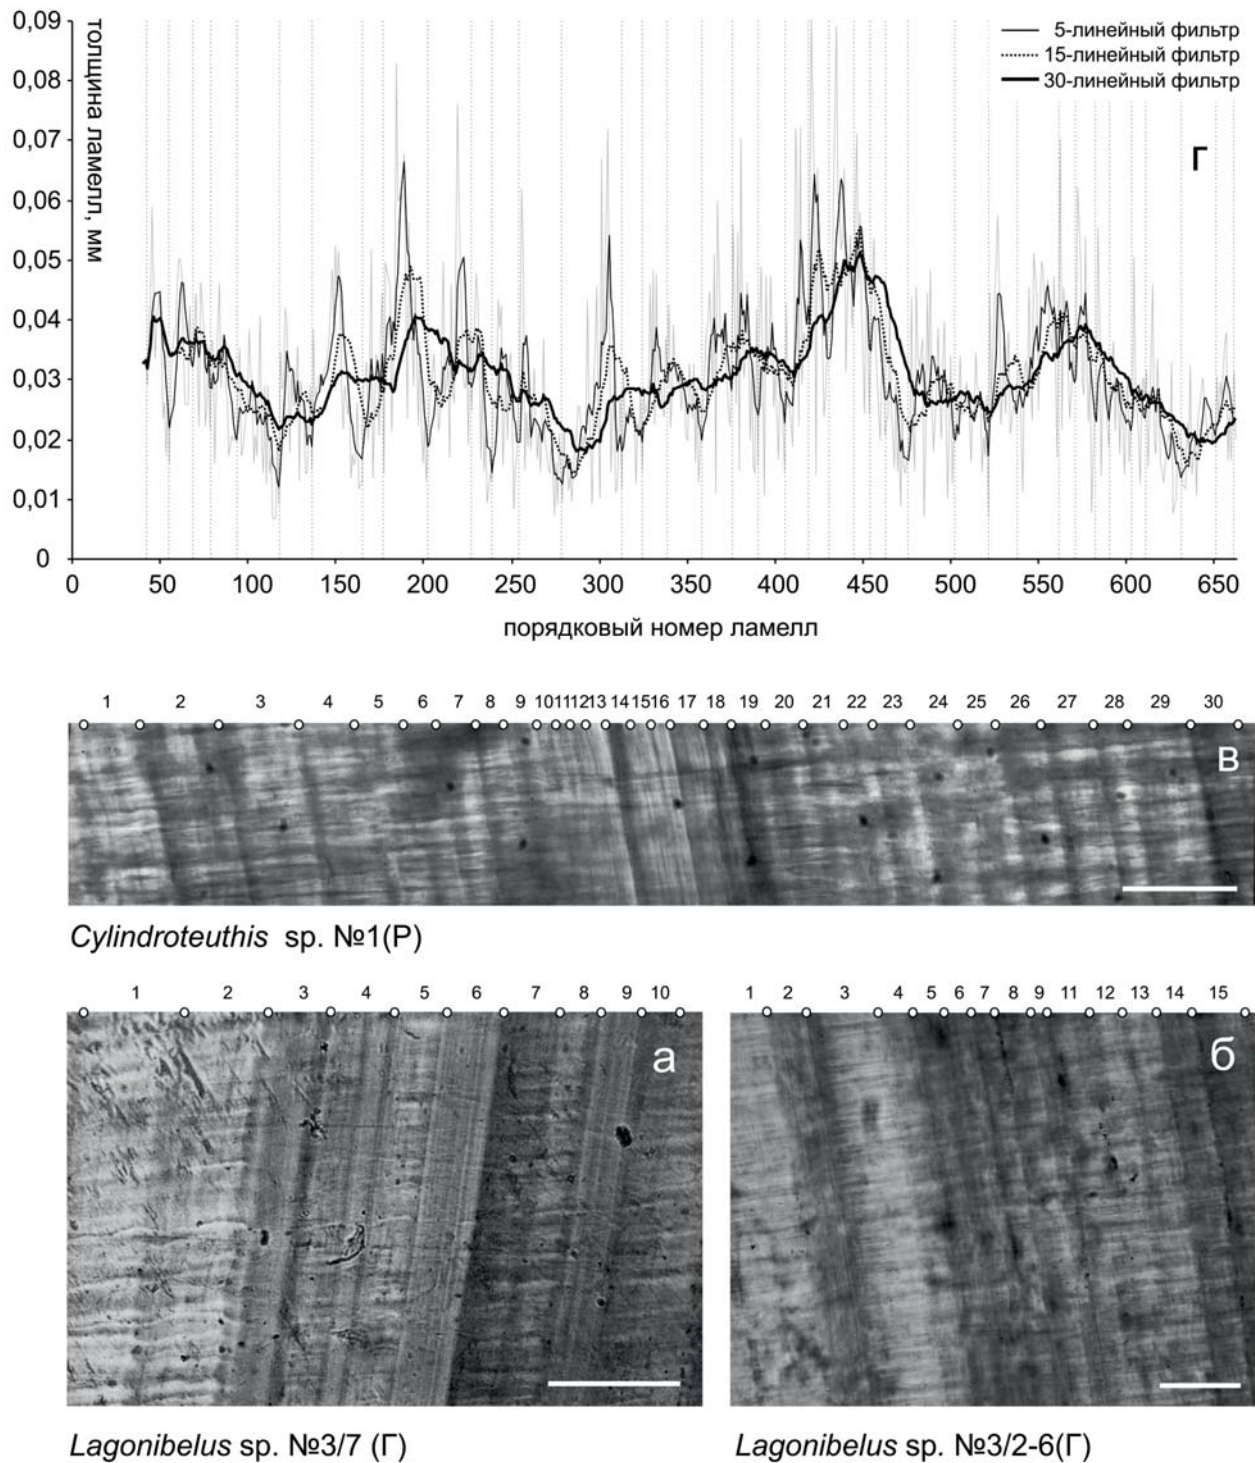 0,09
0,08
0,07
0,06
0,05
0,04
0,03
0,02
0,01
0
толщина ламелл, мм
5-линейный фильтр
15-линейный фильтр
30-линейный фильтр
г
0 50 100 150 200 250 300 350 400 450 500 550 600 650
порядковый номер ламелл
1 2 3 4 5 6 7 8 9 10 11 12 13 14 15 16 17 18 19 20 21 22 23 24 25 26 27 28 29 30
в
Cylindroteuthis sp. №1(Р)
1 2 3 4 5 6 7 8 9 10
а
Lagonibelus sp. №3/7 (Г)
1 2 3 4 5 6 7 8 9 11 12 13 14 15
б
Lagonibelus sp. №3/2-6(Г)